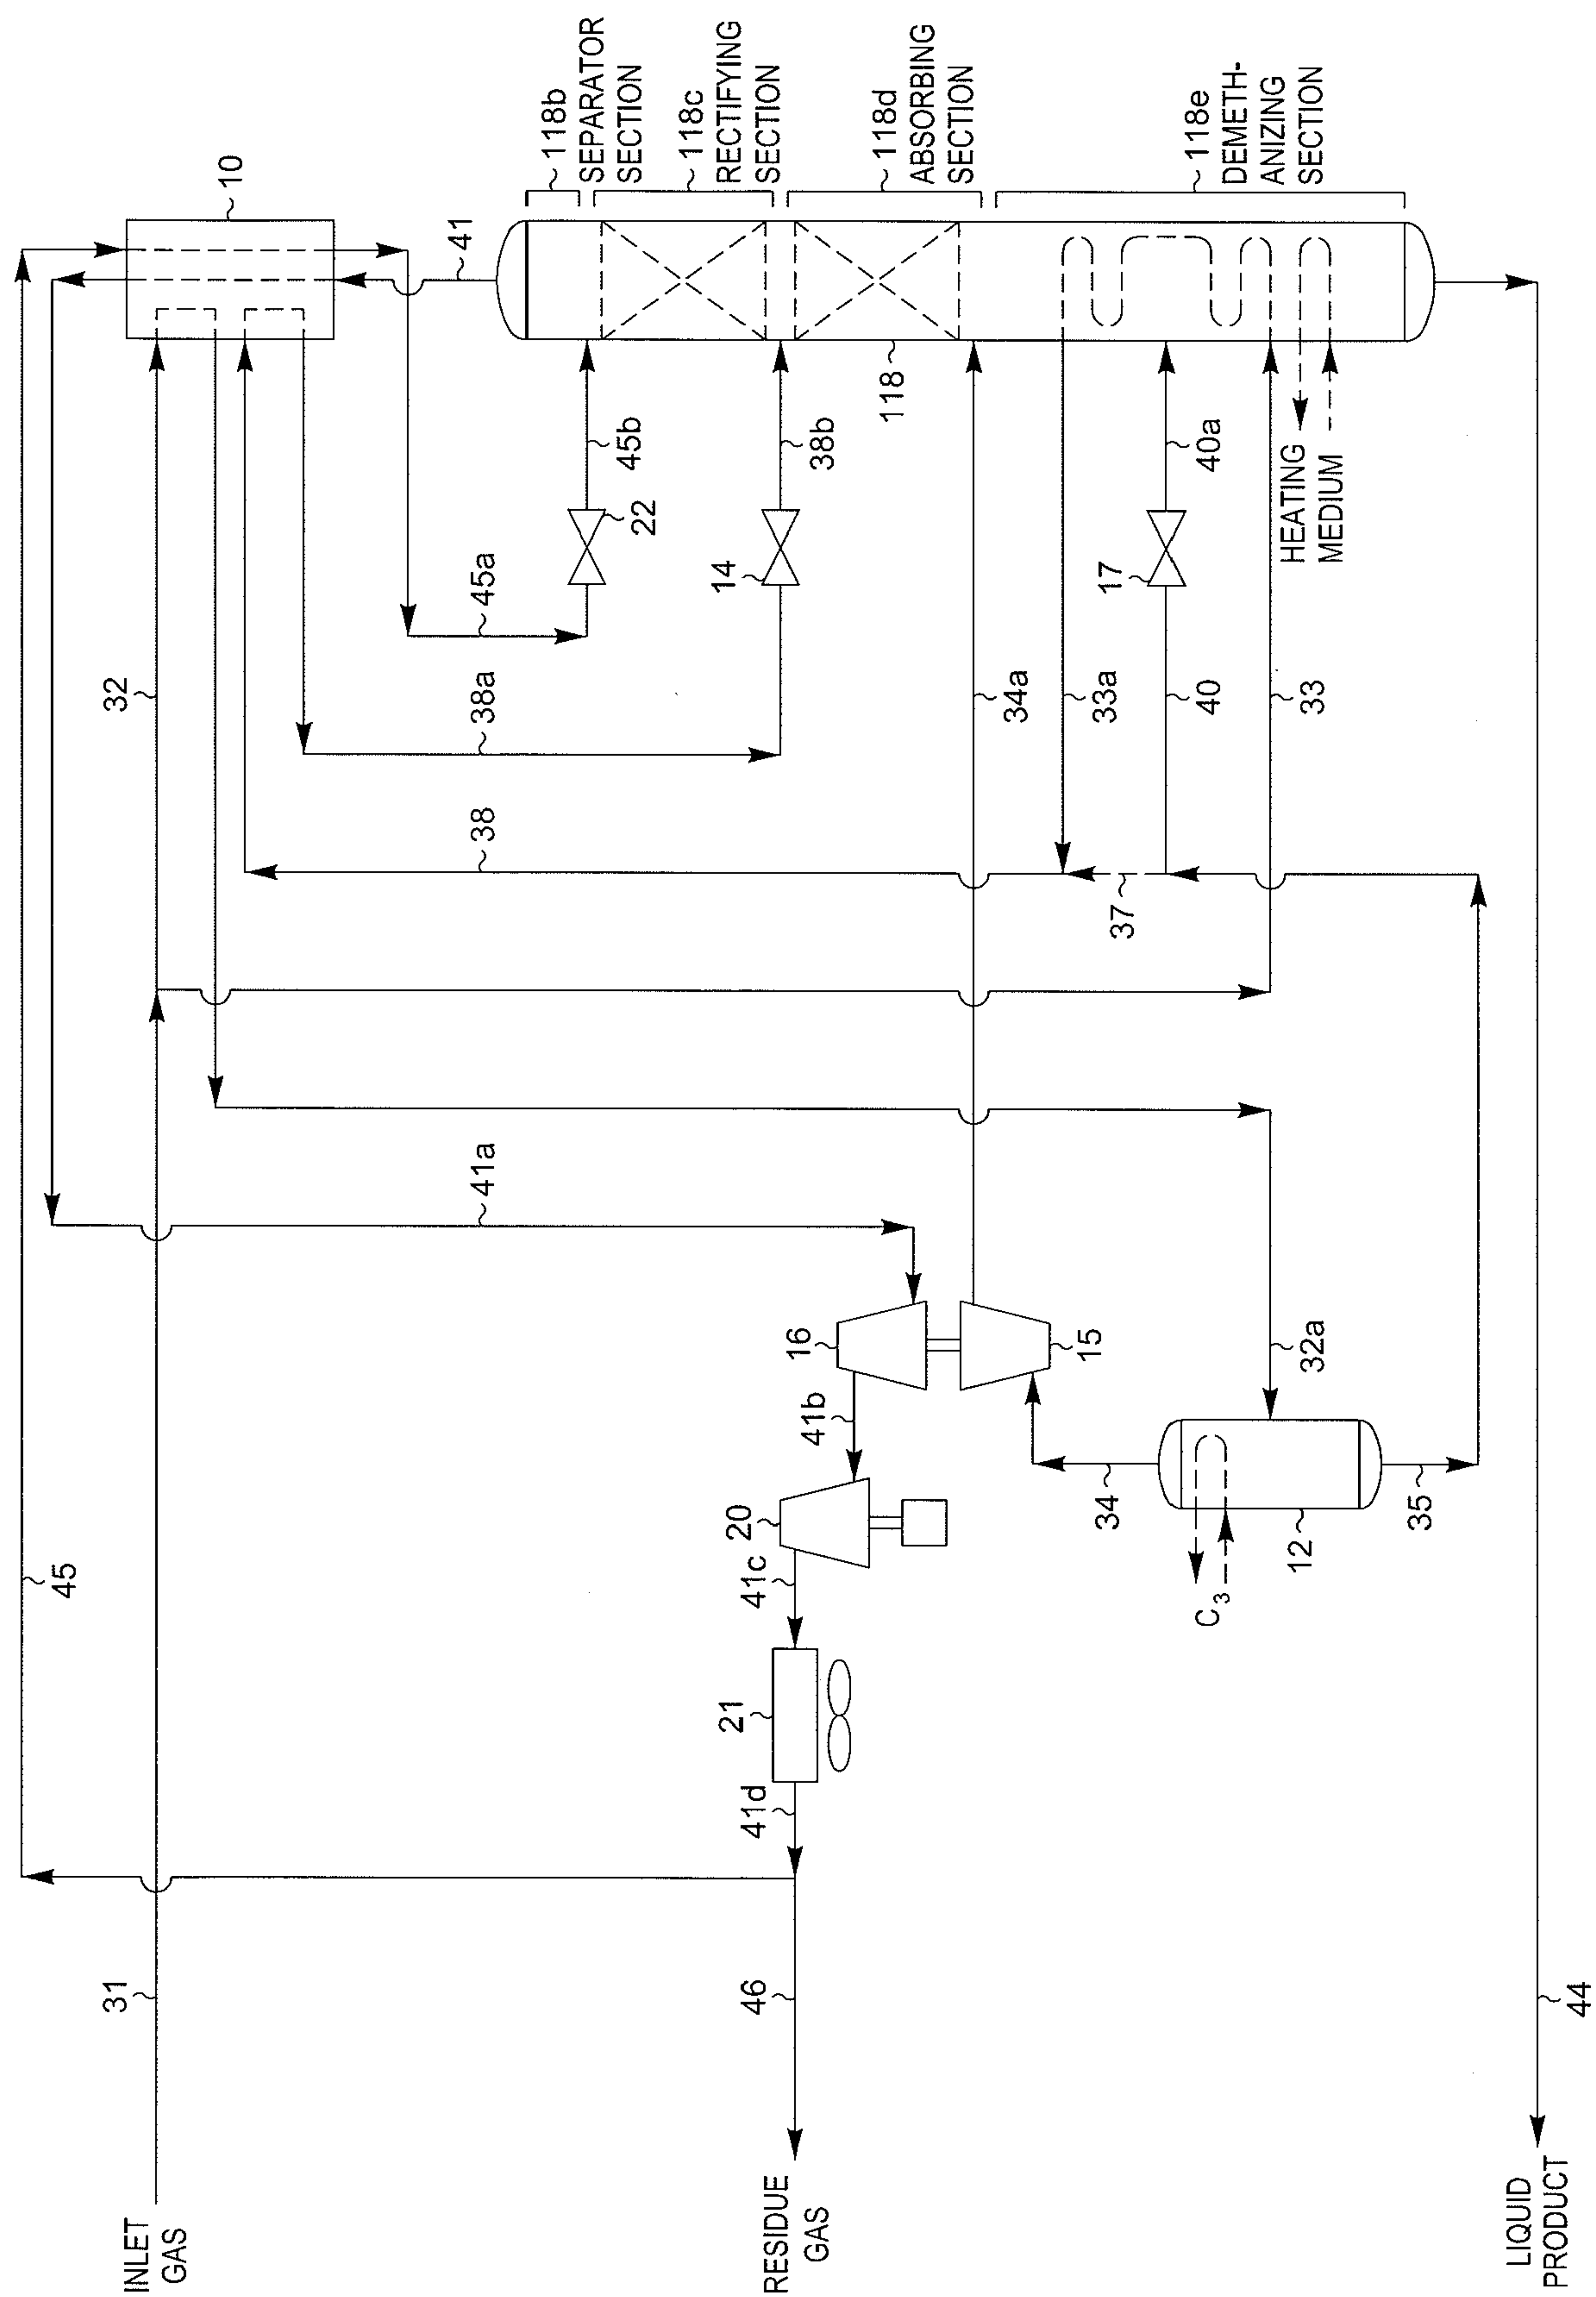 INLET
GAS
31
45
32
10
41
118b
SEPARATOR
SECTION
118c
RECTIFYING
SECTION
118d
ABSORBING
SECTION
118e
DEMETH-
ANIZING
SECTION
118
45b
22
45a
38b
14
38a
38
34a
33a
40a
17
40
33
37
HEATING
MEDIUM
41a
16
15
41b
20
41c
21
41d
46
RESIDUE
GAS
34
35
12
C3
32a
44
LIQUID
PRODUCT